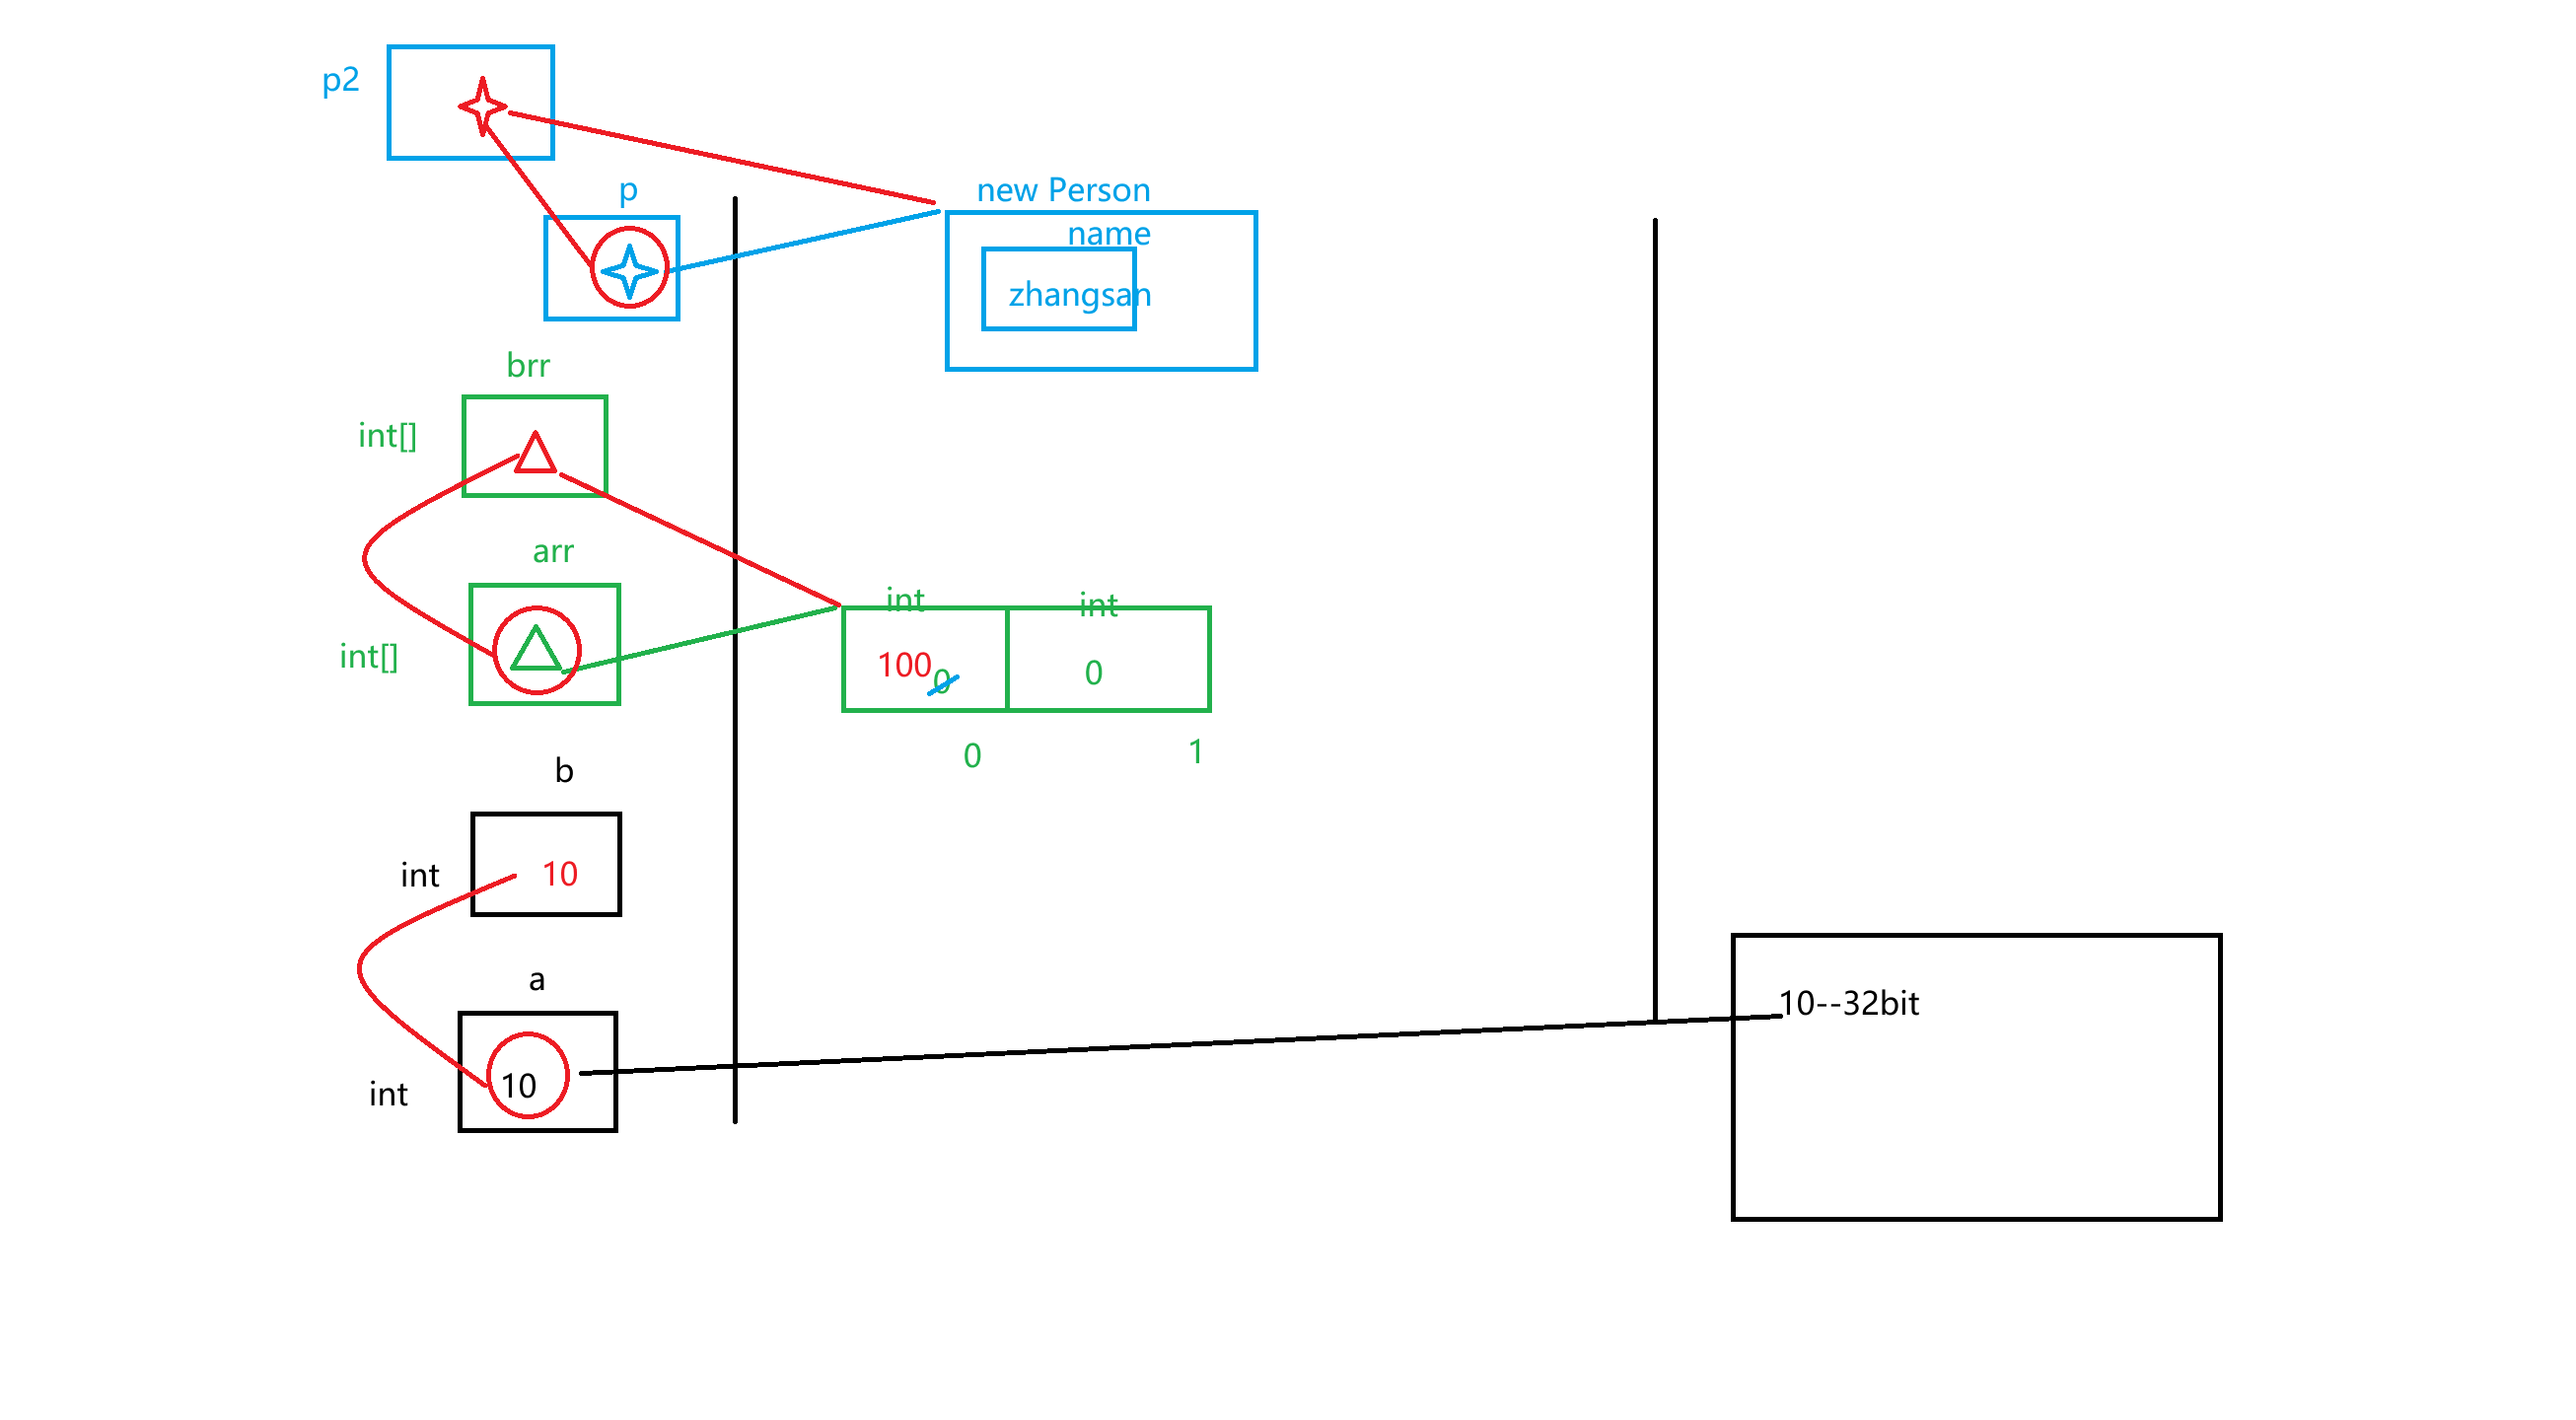 p2
p
new Person
name
zhangsan
brr
int[]
arr
int[]
int
int
100
0
0
0
1
b
int
10
a
int
10
10--32bit